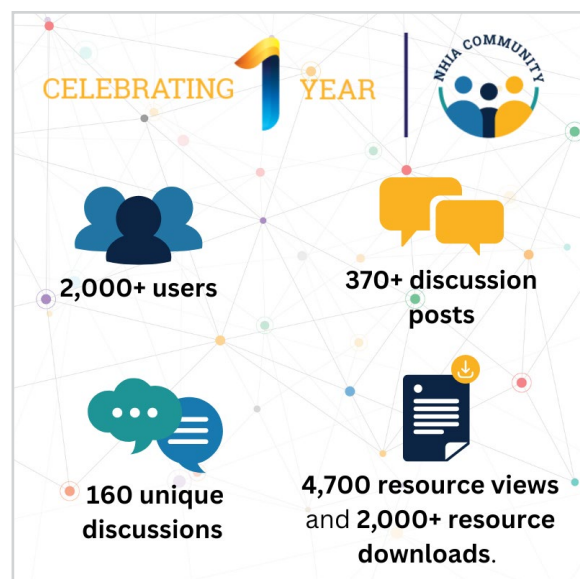 CELEBRATING 1 YEAR
NHIA COMMUNITY
2,000+ users
370+ discussion
posts
160 unique
discussions
4,700 resource views
and 2,000+ resource
downloads.